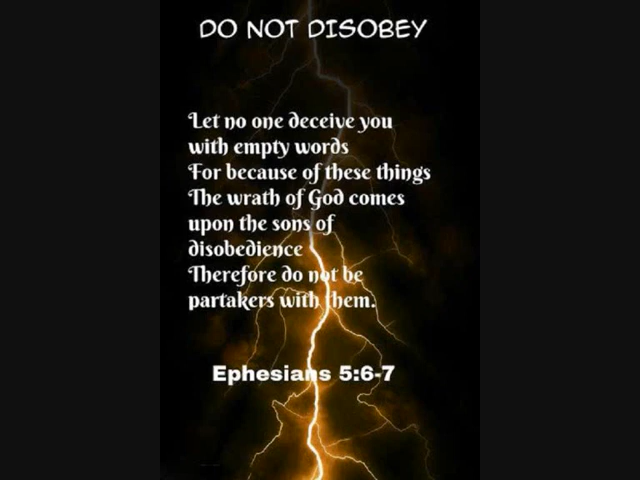 DO NOT DISOBEY
Let no one deceive you
with empty words
For because of these things
The wrath of God comes
upon the sons of
disobedience
Therefore do not be
partakers with them.
Ephesians 5:6-7